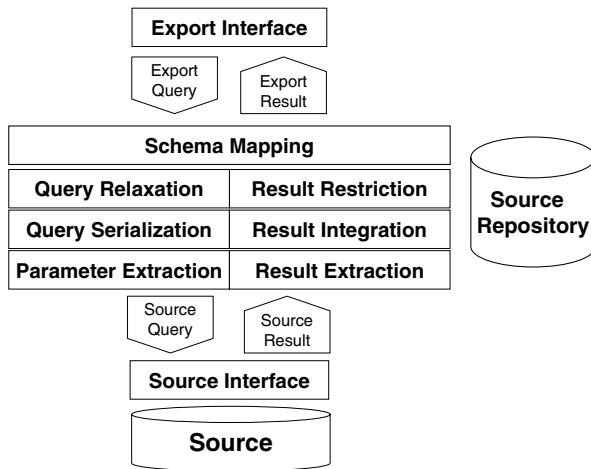 Export Interface
Export
Query
Export
Result
Schema Mapping
Query Relaxation
Result Restriction
Query Serialization
Result Integration
Parameter Extraction
Result Extraction
Source
Repository
Source
Query
Source
Result
Source Interface
Source